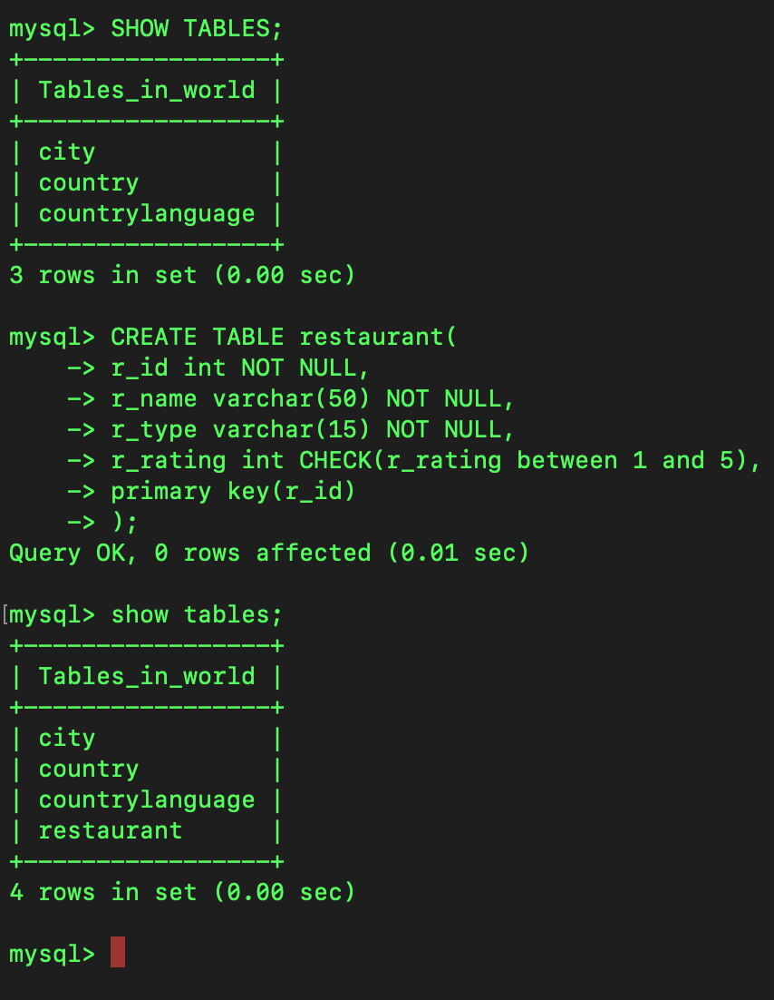 mysql> SHOW TABLES;
+-----------------+
| Tables_in_world |
+-----------------+
| city            |
| country         |
| countrylanguage |
+-----------------+
3 rows in set (0.00 sec)

mysql> CREATE TABLE restaurant(
    -> r_id int NOT NULL,
    -> r_name varchar(50) NOT NULL,
    -> r_type varchar(15) NOT NULL,
    -> r_rating int CHECK(r_rating between 1 and 5),
    -> primary key(r_id)
    -> );
Query OK, 0 rows affected (0.01 sec)

[mysql> show tables;
+-----------------+
| Tables_in_world |
+-----------------+
| city            |
| country         |
| countrylanguage |
| restaurant      |
+-----------------+
4 rows in set (0.00 sec)

mysql>